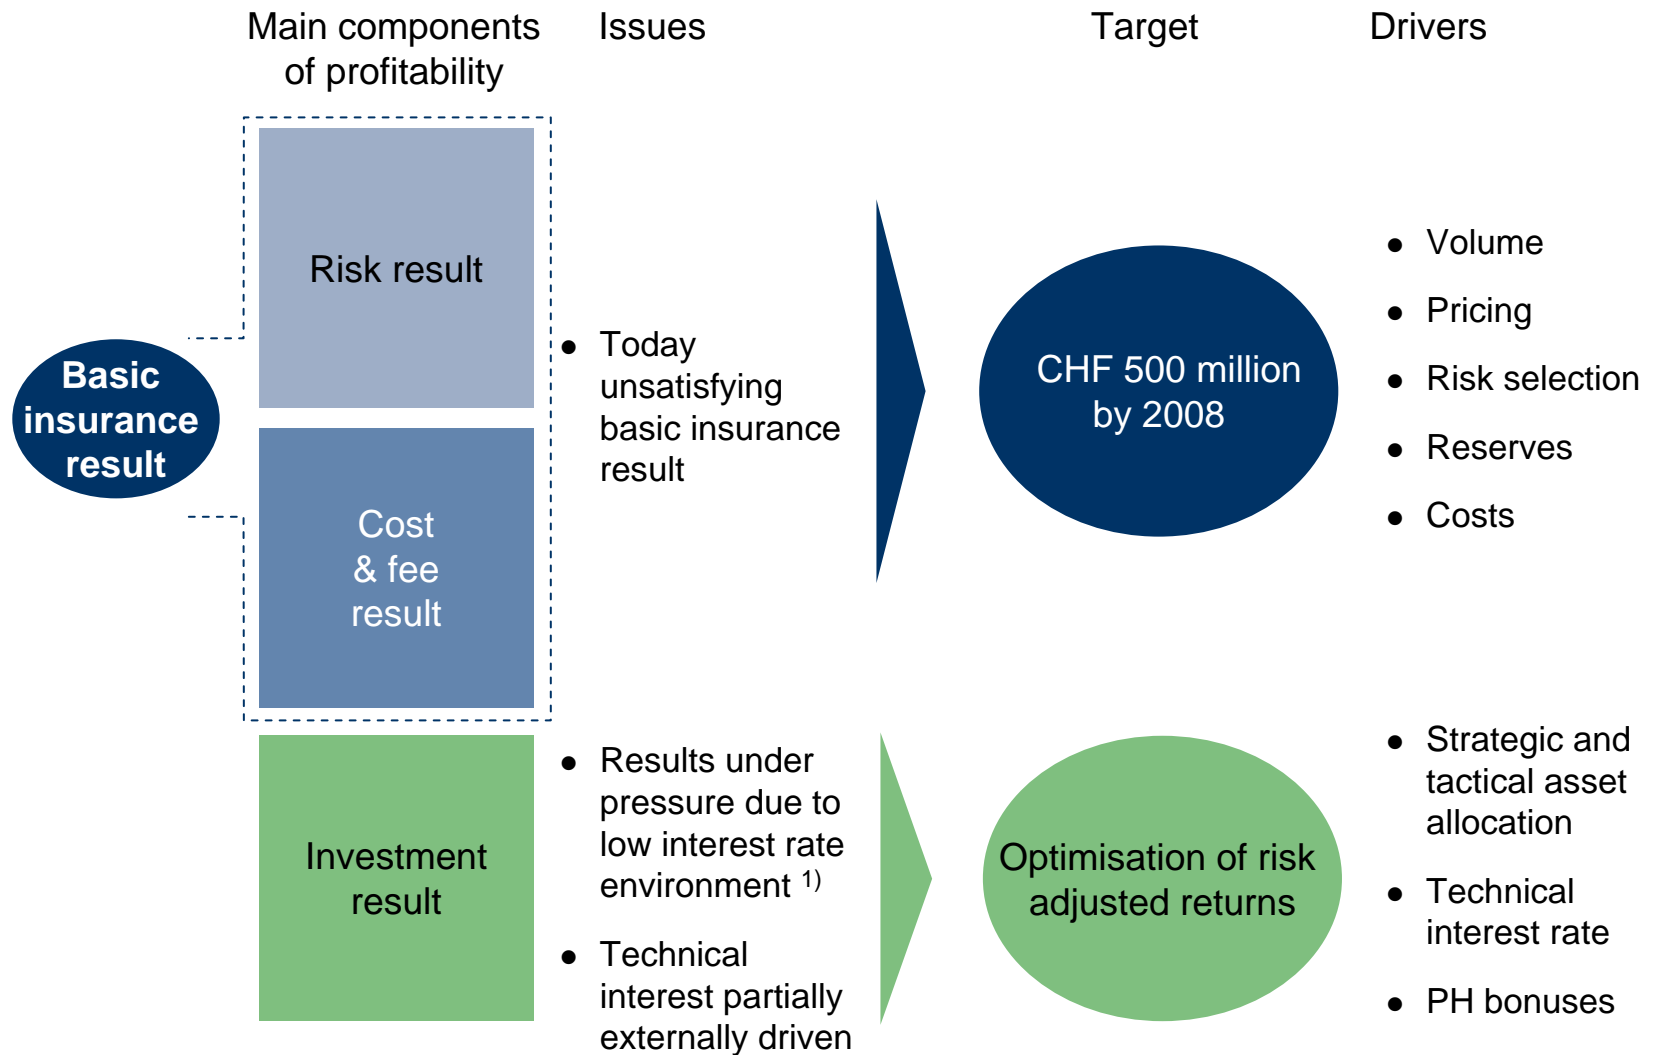 Main components
of profitability
Issues
Target
Drivers
Basic
insurance
result
Risk result
Cost
& fee
result
● Today
unsatisfying
basic insurance
result
CHF 500 million
by 2008
● Volume
● Pricing
● Risk selection
● Reserves
● Costs
Investment
result
● Results under
pressure due to
low interest rate
environment 1)
● Technical
interest partially
externally driven
Optimisation of risk
adjusted returns
● Strategic and
tactical asset
allocation
● Technical
interest rate
● PH bonuses